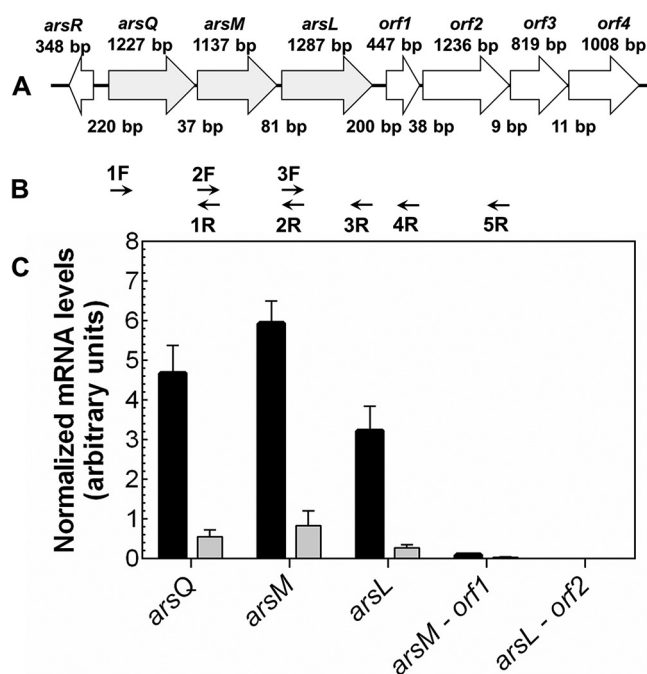 arsR arsQ arsM arsL orf1 orf2 orf3 orf4
348 bp 1227 bp 1137 bp 1287 bp 447 bp 1236 bp 819 bp 1008 bp
A
220 bp 37 bp 81 bp 200 bp 38 bp 9 bp 11 bp
1F 2F 3F
B
1R 2R 3R 4R 5R
C
Normalized mRNA levels
(arbitrary units)
8
7
6
5
4
3
2
1
0
arsQ arsM arsL arsM - orf1 arsL - orf2